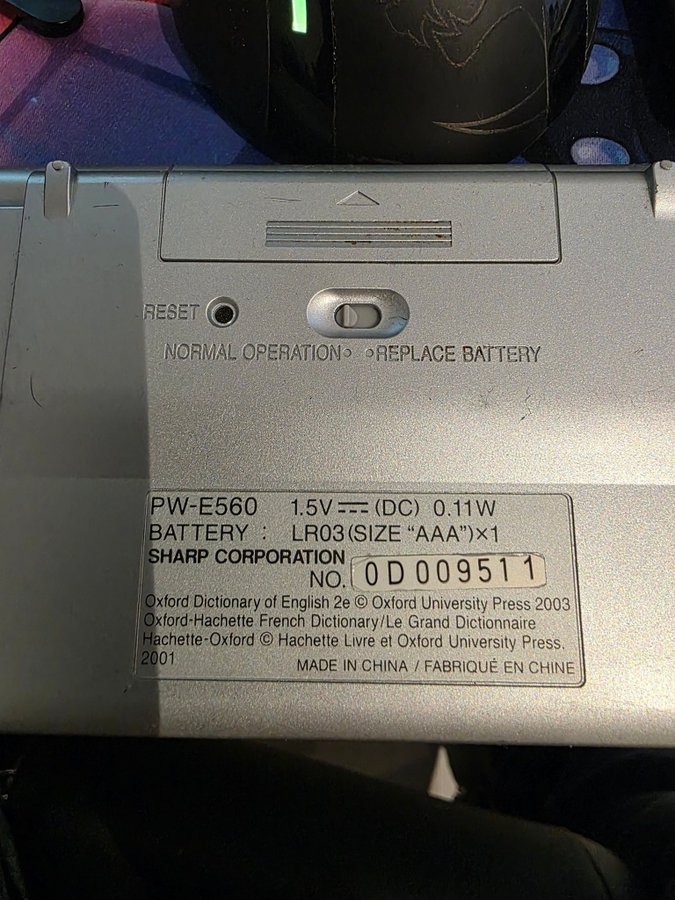 RESET
NORMAL OPERATION◦ ◦REPLACE BATTERY
PW-E560 1.5V⎓(DC) 0.11W
BATTERY : LR03(SIZE “AAA”)×1
SHARP CORPORATION
NO. 0D009511
Oxford Dictionary of English 2e © Oxford University Press 2003
Oxford-Hachette French Dictionary/Le Grand Dictionnaire
Hachette-Oxford © Hachette Livre et Oxford University Press.
2001 MADE IN CHINA / FABRIQUÉ EN CHINE